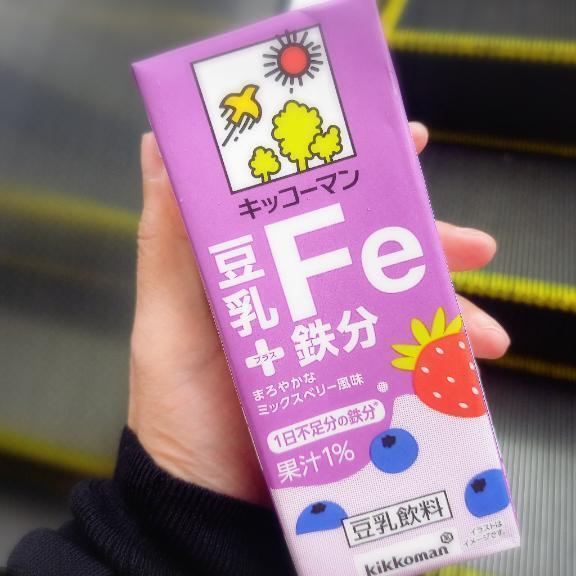 キッコーマン
豆乳
Fe
プラス
+鉄分
まろやかな
ミックスベリー風味
1日不足分の鉄分*
果汁1%
豆乳飲料
イラストは
イメージです。
kikkoman®